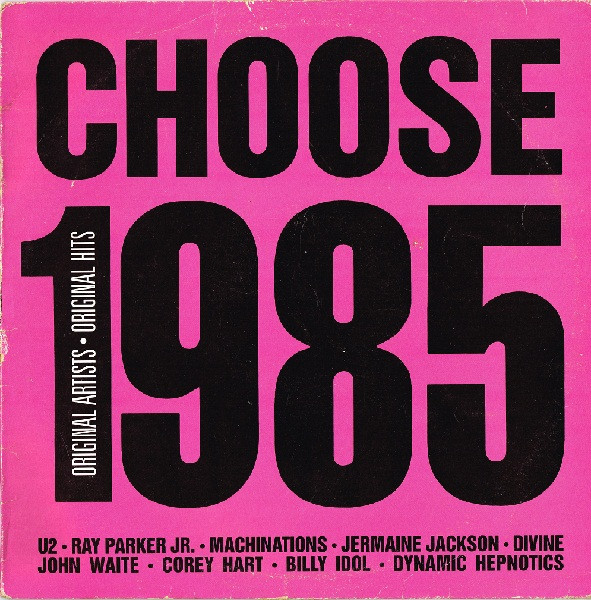 CHOOSE
1985
ORIGINAL ARTISTS • ORIGINAL HITS
U2 • RAY PARKER JR. • MACHINATIONS • JERMAINE JACKSON • DIVINE
JOHN WAITE • COREY HART • BILLY IDOL • DYNAMIC HEPNOTICS